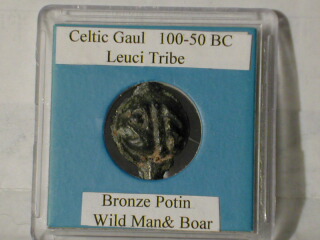 Celtic Gaul 100-50 BC
Leuci Tribe
Bronze Potin
Wild Man& Boar